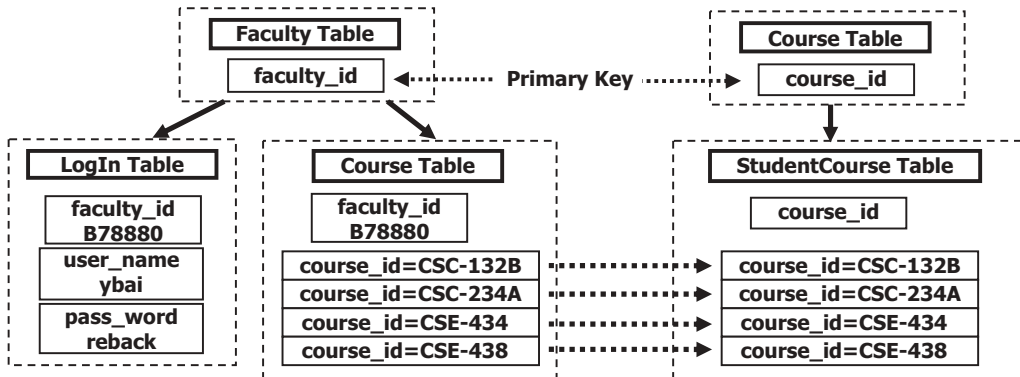 Faculty Table
faculty_id
Primary Key
Course Table
course_id
LogIn Table
faculty_id
B78880
user_name
ybai
pass_word
reback
Course Table
faculty_id
B78880
course_id=CSC-132B
course_id=CSC-234A
course_id=CSE-434
course_id=CSE-438
StudentCourse Table
course_id
course_id=CSC-132B
course_id=CSC-234A
course_id=CSE-434
course_id=CSE-438